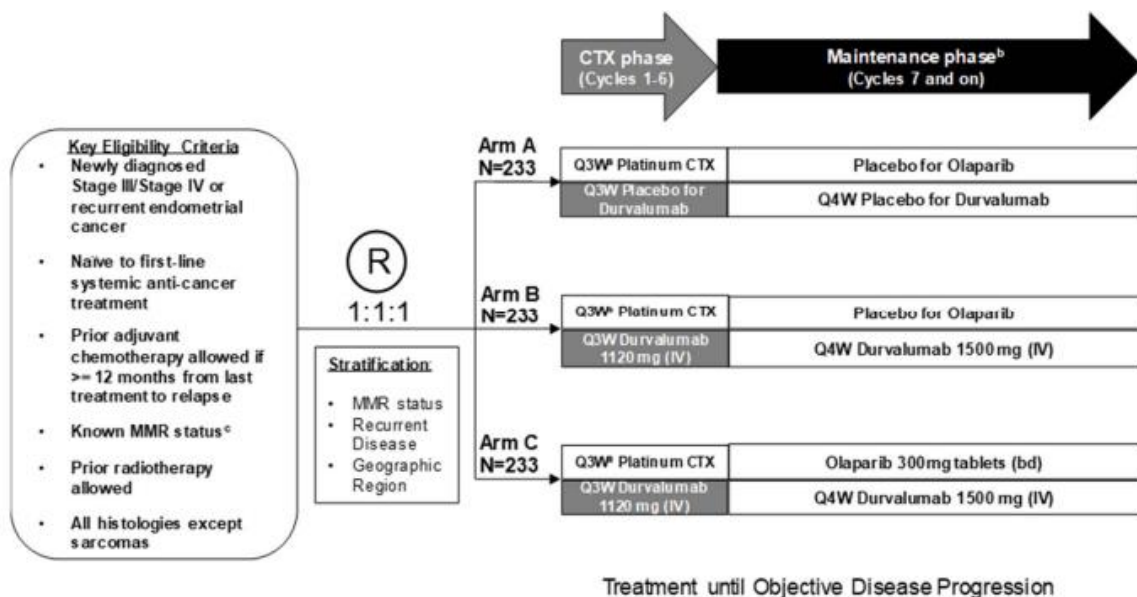 CTX phase
(Cycles 1-6)
Maintenance phaseᵇ
(Cycles 7 and on)
Key Eligibility Criteria
• Newly diagnosed
Stage III/Stage IV or
recurrent endometrial
cancer
• Naïve to first-line
systemic anti-cancer
treatment
• Prior adjuvant
chemotherapy allowed if
>= 12 months from last
treatment to relapse
• Known MMR statusᶜ
• Prior radiotherapy
allowed
• All histologies except
sarcomas
R
1:1:1
Stratification:
• MMR status
• Recurrent
Disease
• Geographic
Region
Arm A
N=233
Q3Wᵃ Platinum CTX
Placebo for Olaparib
Q3W Placebo for
Durvalumab
Q4W Placebo for Durvalumab
Arm B
N=233
Q3Wᵃ Platinum CTX
Placebo for Olaparib
Q3W Durvalumab
1120 mg (IV)
Q4W Durvalumab 1500 mg (IV)
Arm C
N=233
Q3Wᵃ Platinum CTX
Olaparib 300mg tablets (bd)
Q3W Durvalumab
1120 mg (IV)
Q4W Durvalumab 1500 mg (IV)
Treatment until Objective Disease Progression